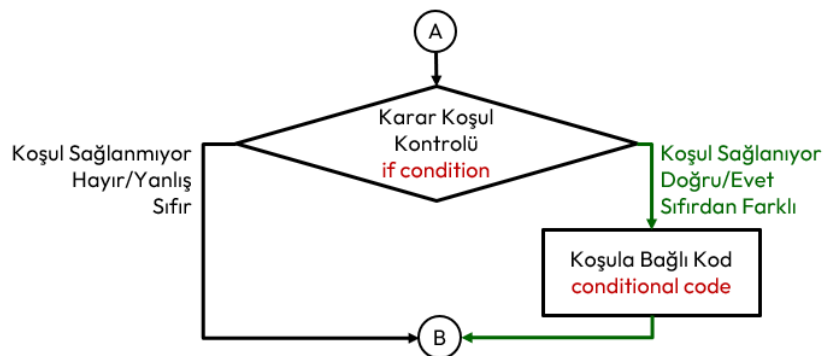 A
Karar Koşul
Kontrolü
if condition
Koşul Sağlanmıyor
Hayır/Yanlış
Sıfır
Koşul Sağlanıyor
Doğru/Evet
Sıfırdan Farklı
Koşula Bağlı Kod
conditional code
B